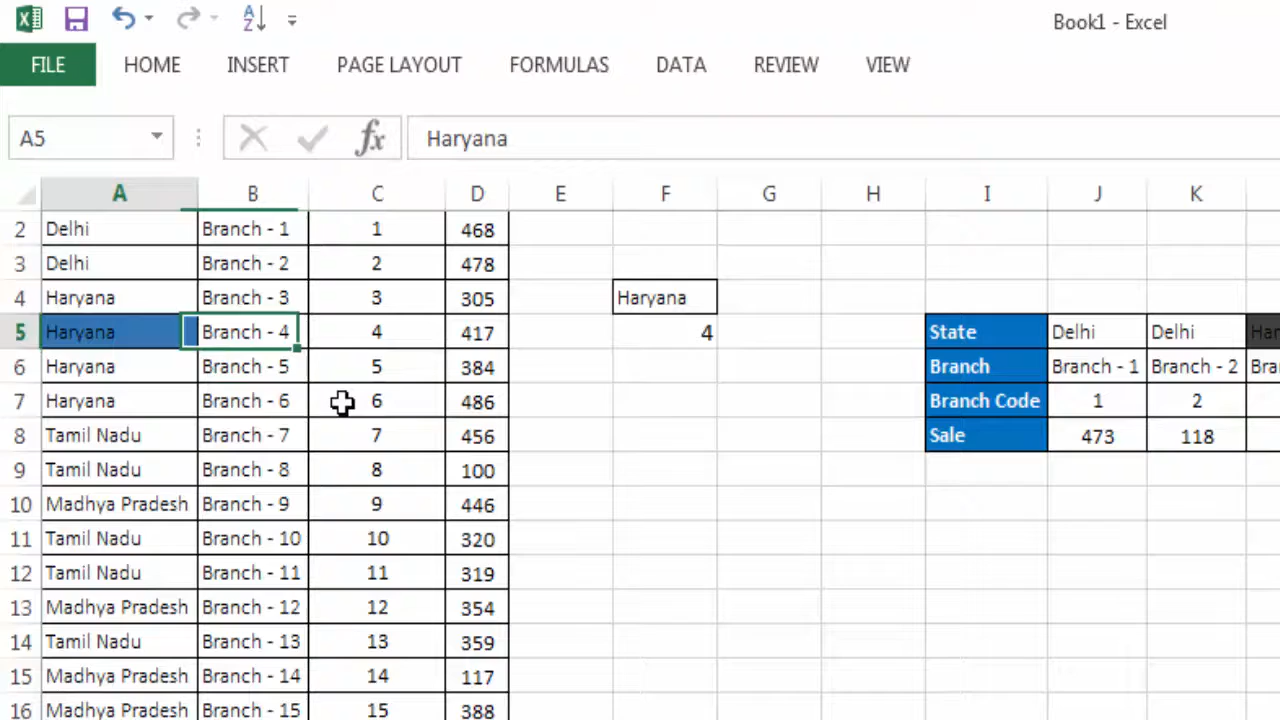 Book1 - Excel
FILE HOME INSERT PAGE LAYOUT FORMULAS DATA REVIEW VIEW
A5 fx Haryana
A B C D E F G H I J K
2 Delhi Branch - 1 1 468
3 Delhi Branch - 2 2 478
4 Haryana Branch - 3 3 305 Haryana
5 Haryana Branch - 4 4 417 4 State Delhi Delhi
6 Haryana Branch - 5 5 384 Branch Branch - 1 Branch - 2
7 Haryana Branch - 6 6 486 Branch Code 1 2
8 Tamil Nadu Branch - 7 7 456 Sale 473 118
9 Tamil Nadu Branch - 8 8 100
10 Madhya Pradesh Branch - 9 9 446
11 Tamil Nadu Branch - 10 10 320
12 Tamil Nadu Branch - 11 11 319
13 Madhya Pradesh Branch - 12 12 354
14 Tamil Nadu Branch - 13 13 359
15 Madhya Pradesh Branch - 14 14 117
16 Madhya Pradesh Branch - 15 15 388